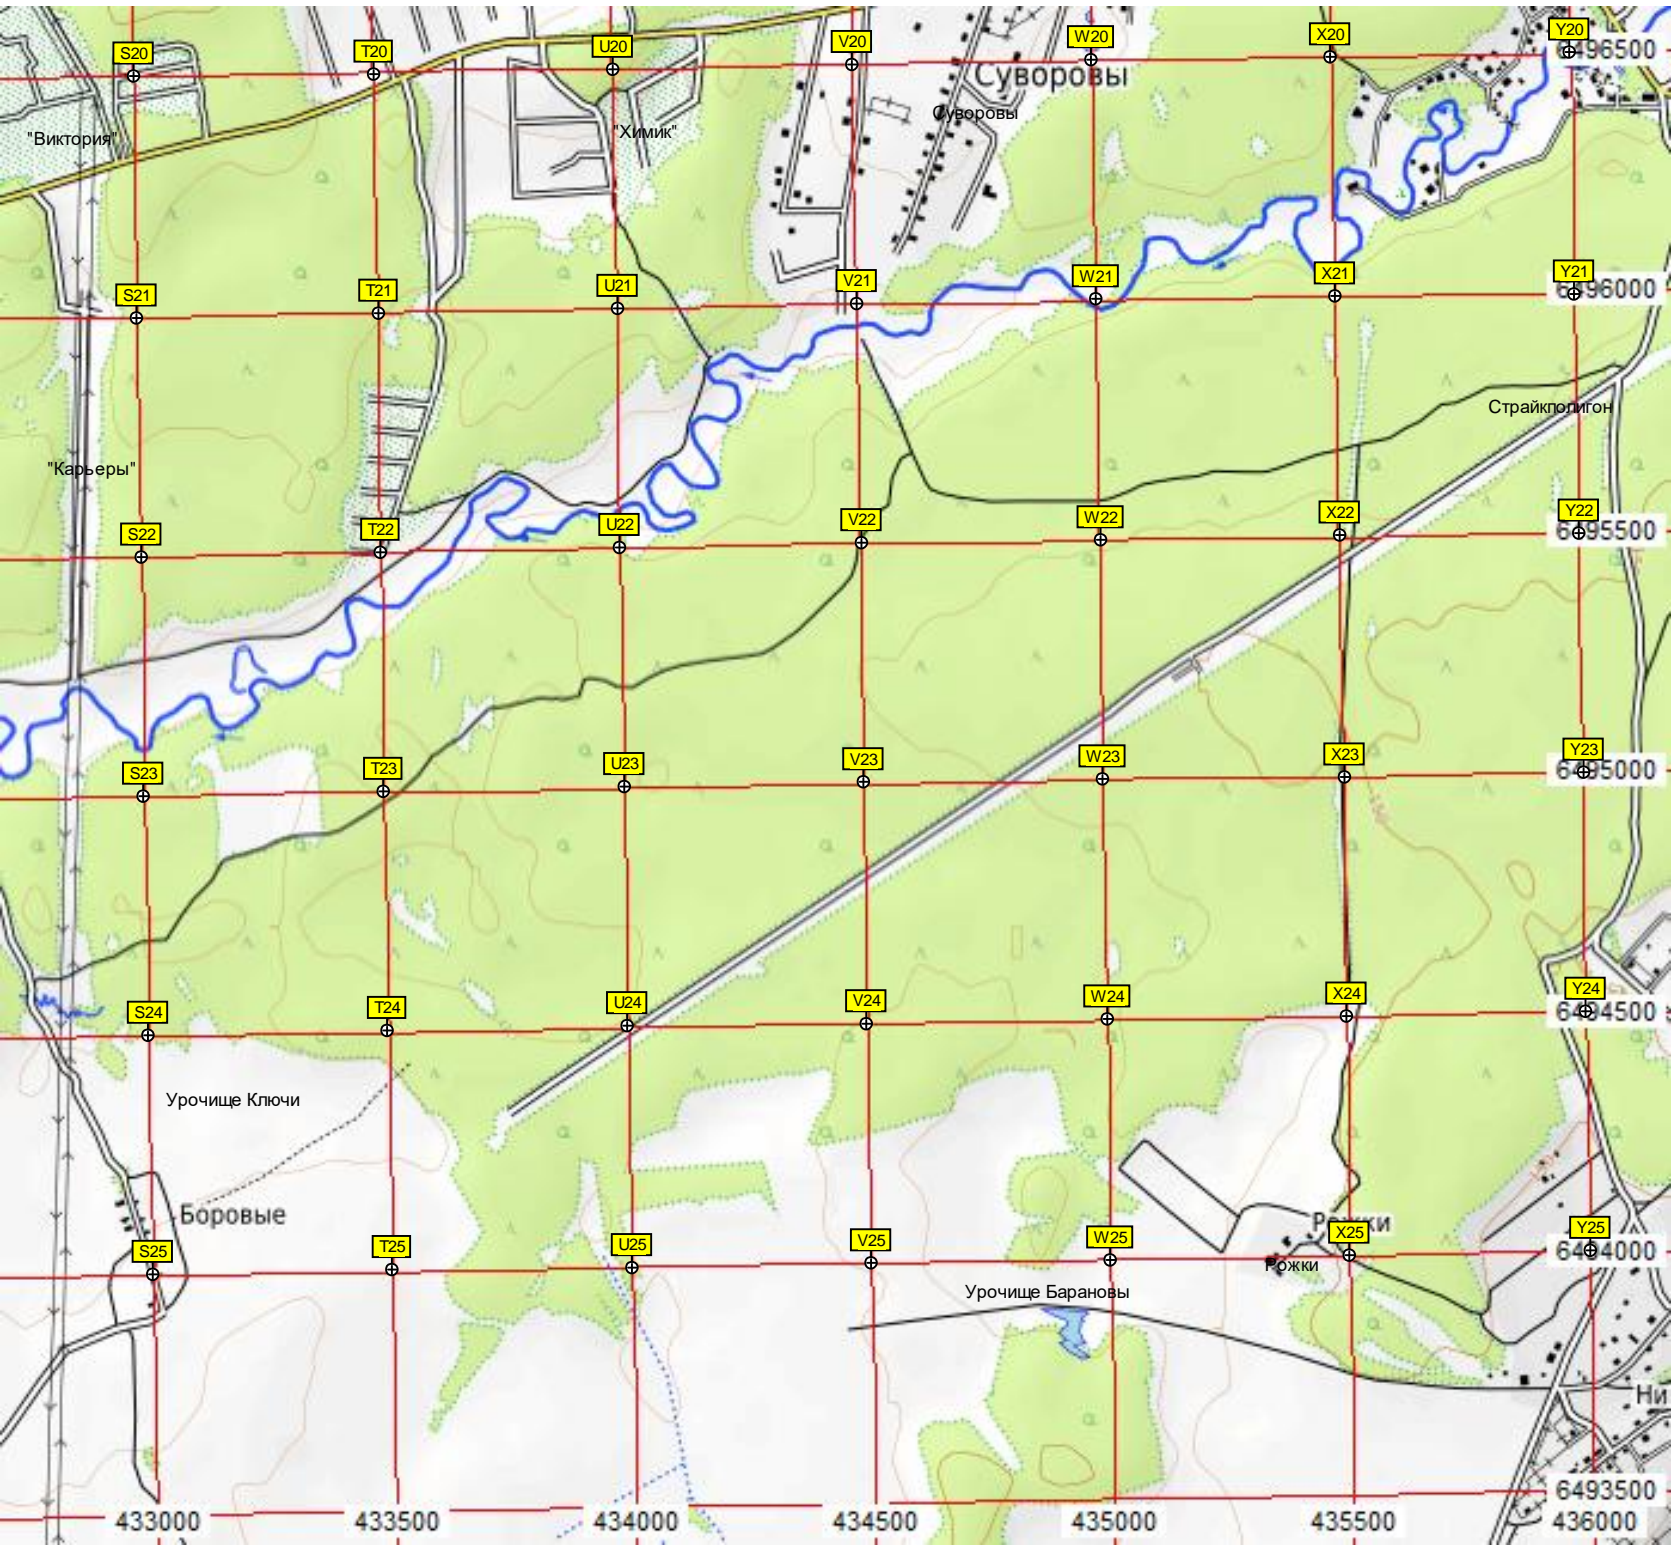 S20 T20 U20 V20 W20 X20 Y20
6496500
Суворовы
Суворовы
"Виктория" "Химик"
S21 T21 U21 V21 W21 X21 Y21
6496000
Страйкполигон
"Карьеры"
S22 T22 U22 V22 W22 X22 Y22
6495500
S23 T23 U23 V23 W23 X23 Y23
6495000
S24 T24 U24 V24 W24 X24 Y24
6494500
Урочище Ключи
Боровые
Рожки
S25 T25 U25 V25 W25 X25 Y25
6494000
Рожки
Урочище Барановы
Ни
6493500
433000 433500 434000 434500 435000 435500 436000